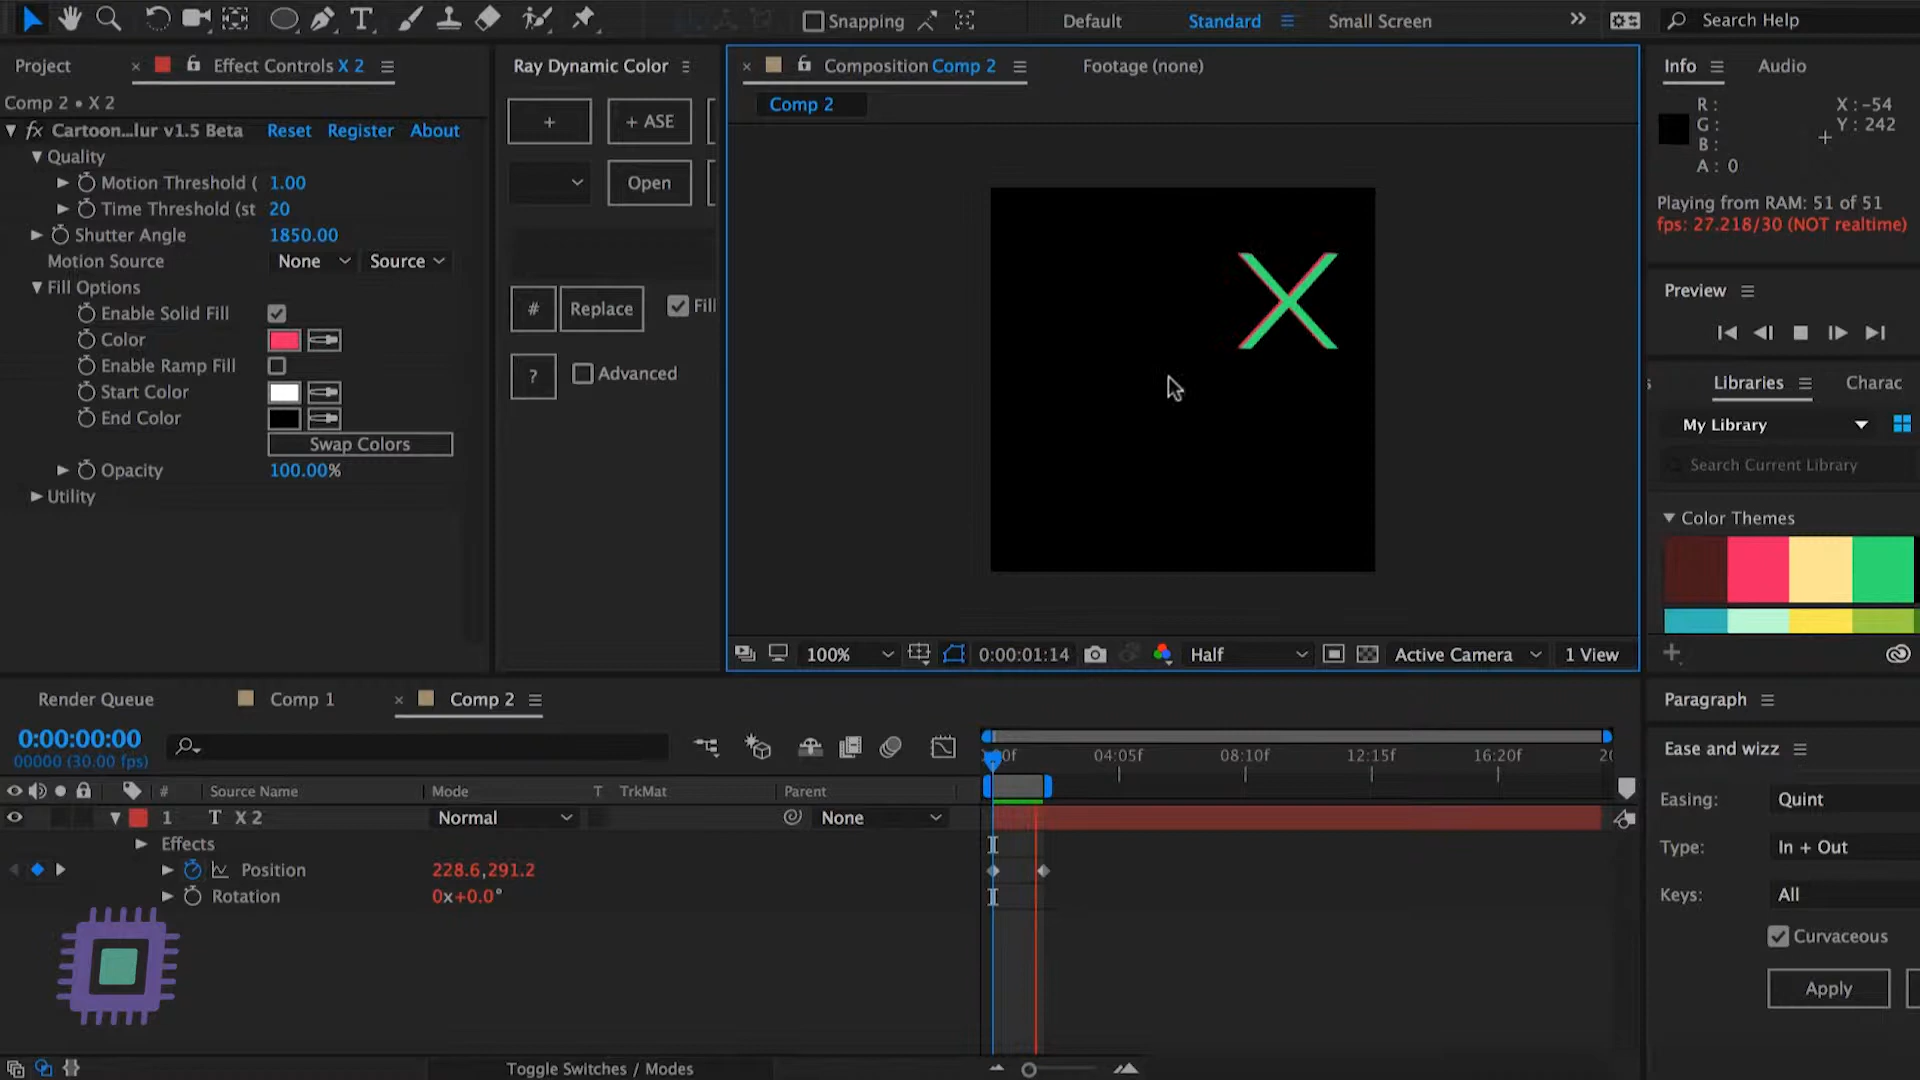 Snapping
Default
Standard
Small Screen
Search Help
Project
Effect Controls X 2
Comp 2 • X 2
fx Cartoon...lur v1.5 Beta
Reset
Register
About
Quality
Motion Threshold (
1.00
Time Threshold (st
20
Shutter Angle
1850.00
Motion Source
None
Source
Fill Options
Enable Solid Fill
Color
Enable Ramp Fill
Start Color
End Color
Swap Colors
Opacity
100.00%
Utility
Ray Dynamic Color
+
+ ASE
Open
#
Replace
Fill
?
Advanced
Composition Comp 2
Footage (none)
Comp 2
X
100%
0:00:01:14
Half
Active Camera
1 View
Info
Audio
R :
G :
B :
A : 0
X : -54
Y : 242
Playing from RAM: 51 of 51
fps: 27.218/30 (NOT realtime)
Preview
s
Libraries
Charac
My Library
Search Current Library
Color Themes
Paragraph
Ease and wizz
Easing:
Quint
Type:
In + Out
Keys:
All
Curvaceous
Apply
Render Queue
Comp 1
Comp 2
0:00:00:00
00000 (30.00 fps)
04:05f
08:10f
12:15f
16:20f
#
Source Name
Mode
T
TrkMat
Parent
1
T
X 2
Normal
None
Effects
Position
228.6,291.2
Rotation
0x+0.0°
Toggle Switches / Modes